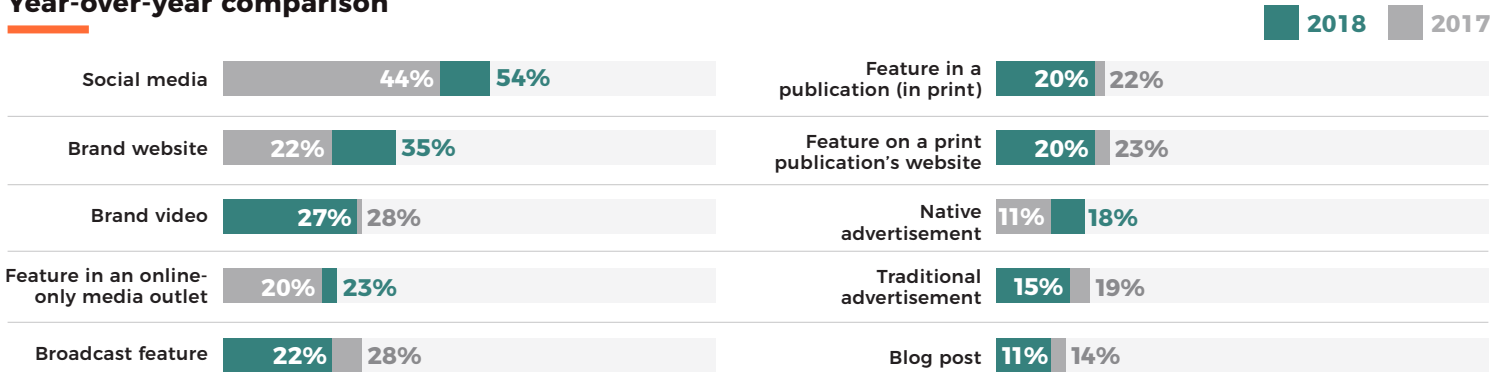 Year-over-year comparison
2018 2017
Social media 44% 54%
Brand website 22% 35%
Brand video 27% 28%
Feature in an online-
only media outlet 20% 23%
Broadcast feature 22% 28%
Feature in a
publication (in print) 20% 22%
Feature on a print
publication's website 20% 23%
Native
advertisement 11% 18%
Traditional
advertisement 15% 19%
Blog post 11% 14%